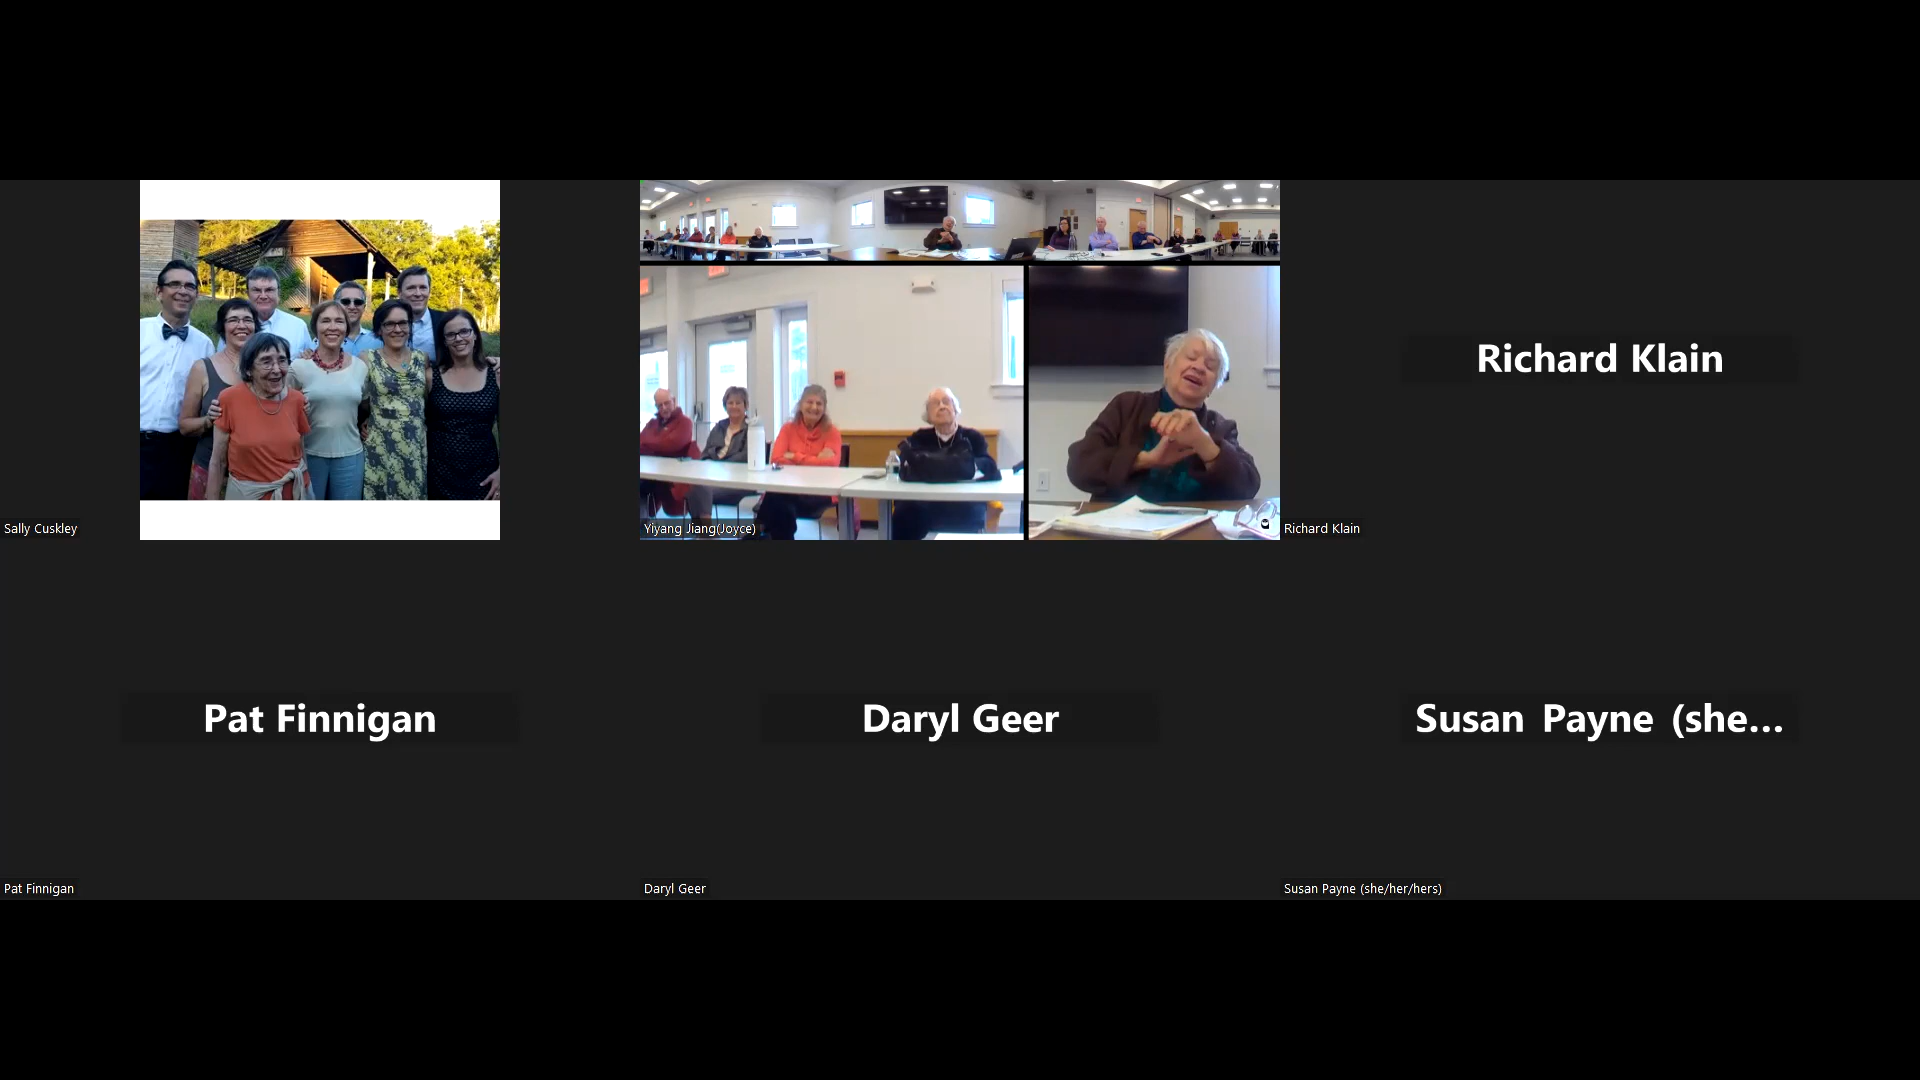 Richard Klain
Sally Cuskley
Yiyang Jiang(Joyce)
Richard Klain
Pat Finnigan
Daryl Geer
Susan Payne (she...
Pat Finnigan
Daryl Geer
Susan Payne (she/her/hers)